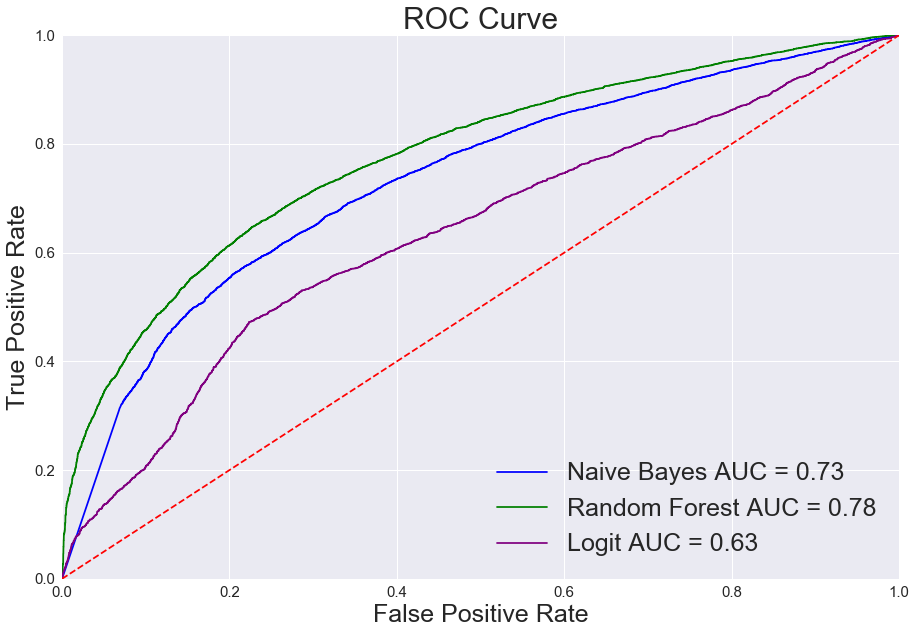 ROC Curve
True Positive Rate
1.0
0.8
0.6
0.4
0.2
0.0
Naive Bayes AUC = 0.73
Random Forest AUC = 0.78
Logit AUC = 0.63
0.0 0.2 0.4 0.6 0.8 1.0
False Positive Rate